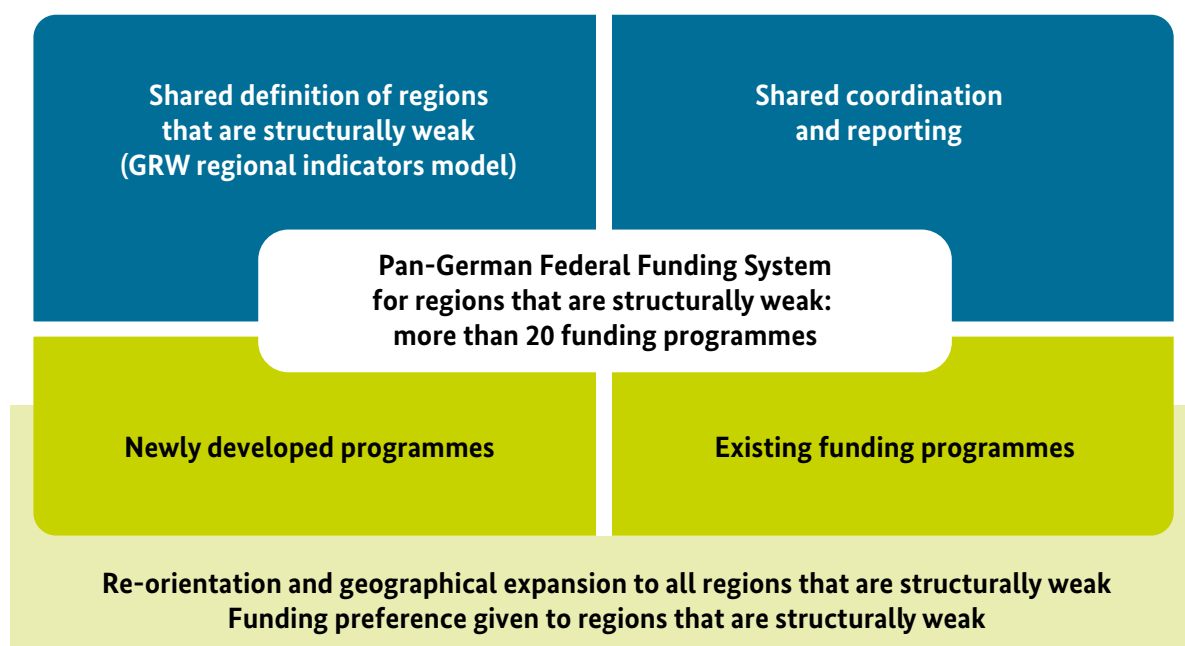 Shared definition of regions
that are structurally weak
(GRW regional indicators model)
Shared coordination
and reporting
Pan-German Federal Funding System
for regions that are structurally weak:
more than 20 funding programmes
Newly developed programmes
Existing funding programmes
Re-orientation and geographical expansion to all regions that are structurally weak
Funding preference given to regions that are structurally weak